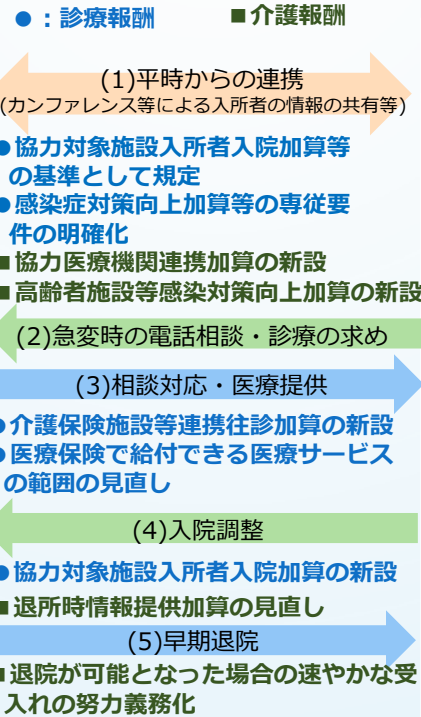 ●：診療報酬 ■介護報酬
(1)平時からの連携
(カンファレンス等による入所者の情報の共有等)
●協力対象施設入所者入院加算等
の基準として規定
●感染症対策向上加算等の専従要
件の明確化
■協力医療機関連携加算の新設
■高齢者施設等感染対策向上加算の新設
(2)急変時の電話相談・診療の求め
(3)相談対応・医療提供
●介護保険施設等連携往診加算の新設
●医療保険で給付できる医療サービス
の範囲の見直し
(4)入院調整
●協力対象施設入所者入院加算の新設
■退所時情報提供加算の見直し
(5)早期退院
■退院が可能となった場合の速やかな受
入れの努力義務化